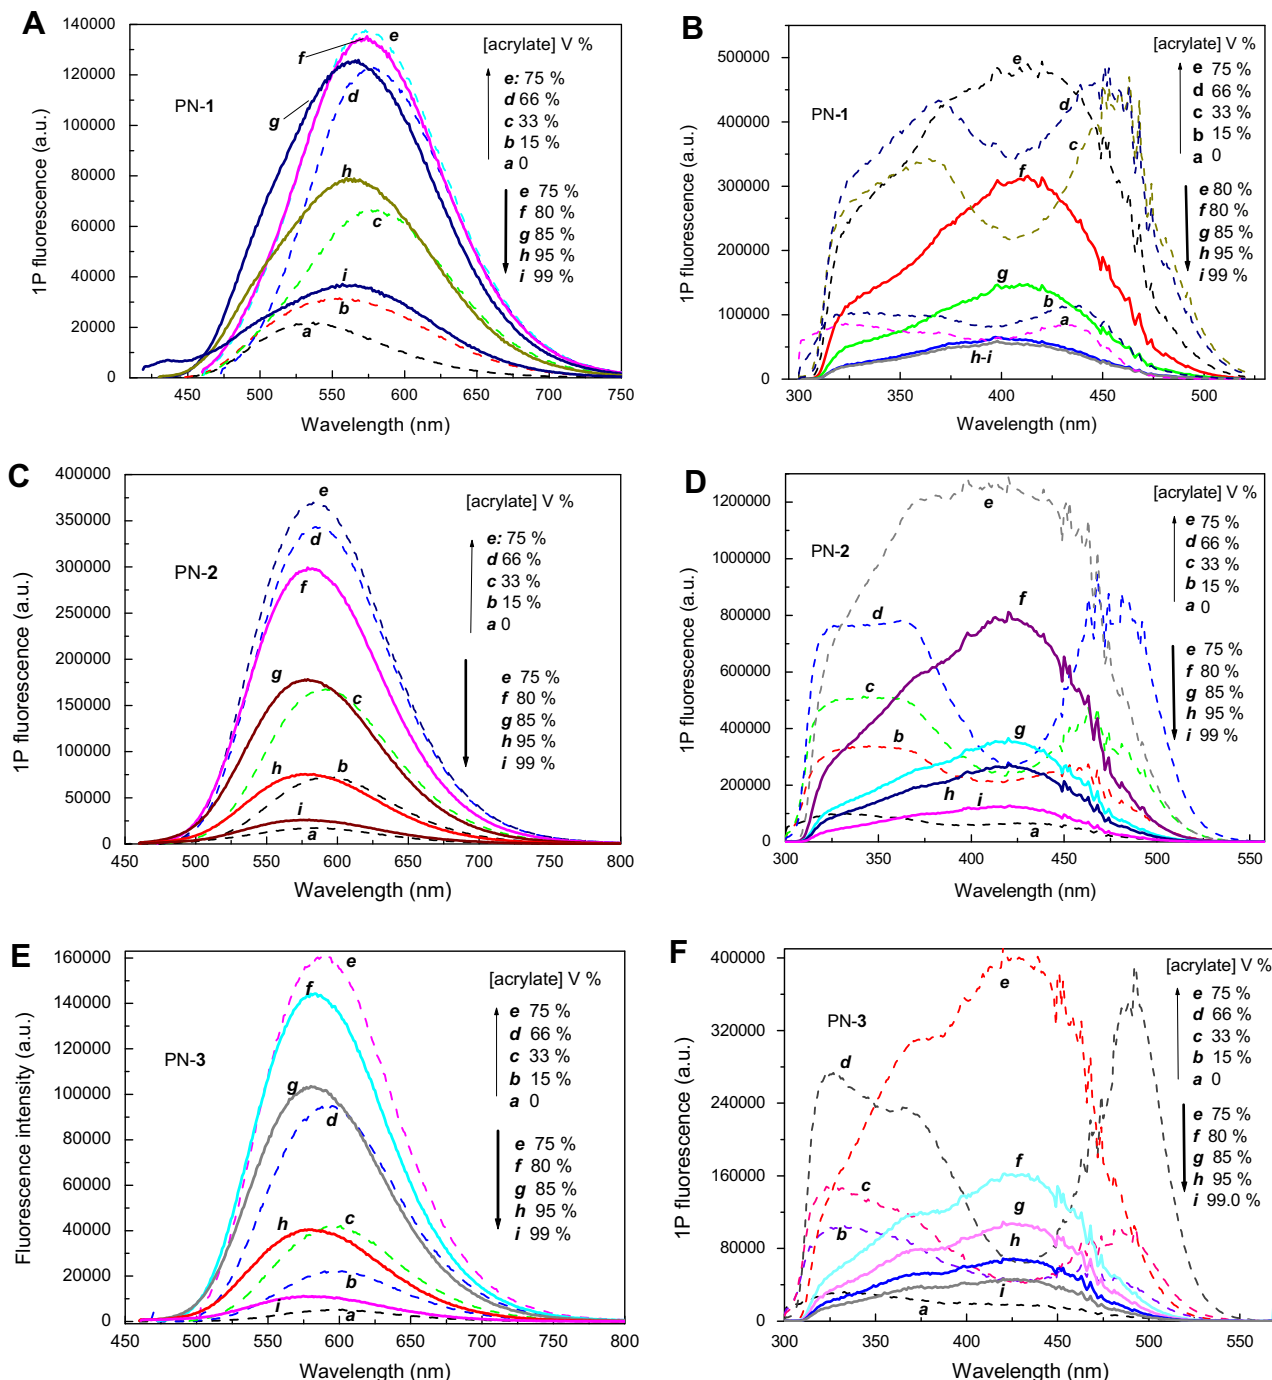 A
140000
120000
100000
80000
60000
40000
20000
0
1P fluorescence (a.u.)
PN-1
f
e
g
d
h
c
i
b
a
[acrylate] V %
e: 75 %
d 66 %
c 33 %
b 15 %
a 0
e 75 %
f 80 %
g 85 %
h 95 %
i 99 %
450 500 550 600 650 700 750
Wavelength (nm)
B
500000
400000
300000
200000
100000
0
1P fluorescence (a.u.)
PN-1
e
d
c
f
g
b
a
h-i
[acrylate] V %
e 75 %
d 66 %
c 33 %
b 15 %
a 0
e 80 %
f 80 %
g 85 %
h 95 %
i 99 %
300 350 400 450 500
Wavelength (nm)
C
400000
350000
300000
250000
200000
150000
100000
50000
0
1P fluorescence (a.u.)
PN-2
e
d
f
g
c
h
b
i
a
[acrylate] V %
e: 75 %
d 66 %
c 33 %
b 15 %
a 0
e 75 %
f 80 %
g 85 %
h 95 %
i 99 %
450 500 550 600 650 700 750 800
Wavelength (nm)
D
1200000
1000000
800000
600000
400000
200000
0
1P fluorescence (a.u.)
PN-2
e
d
f
c
b
g
h
i
a
[acrylate] V %
e 75 %
d 66 %
c 33 %
b 15 %
a 0
e 75 %
f 80 %
g 85 %
h 95 %
i 99 %
300 350 400 450 500 550
Wavelength (nm)
E
160000
140000
120000
100000
80000
60000
40000
20000
0
Fluorescence intensity (a.u.)
PN-3
e
f
g
d
h
c
b
i
a
[acrylate] V %
e 75 %
d 66 %
c 33 %
b 15 %
a 0
e 75 %
f 80 %
g 85 %
h 95 %
i 99 %
450 500 550 600 650 700 750 800
Wavelength (nm)
F
400000
320000
240000
160000
80000
0
1P fluorescence (a.u.)
PN-3
e
d
c
b
f
g
h
i
a
[acrylate] V %
e 75 %
d 66 %
c 33 %
b 15 %
a 0
e 75 %
f 80 %
g 85 %
h 95 %
i 99.0 %
300 350 400 450 500 550
Wavelength (nm)